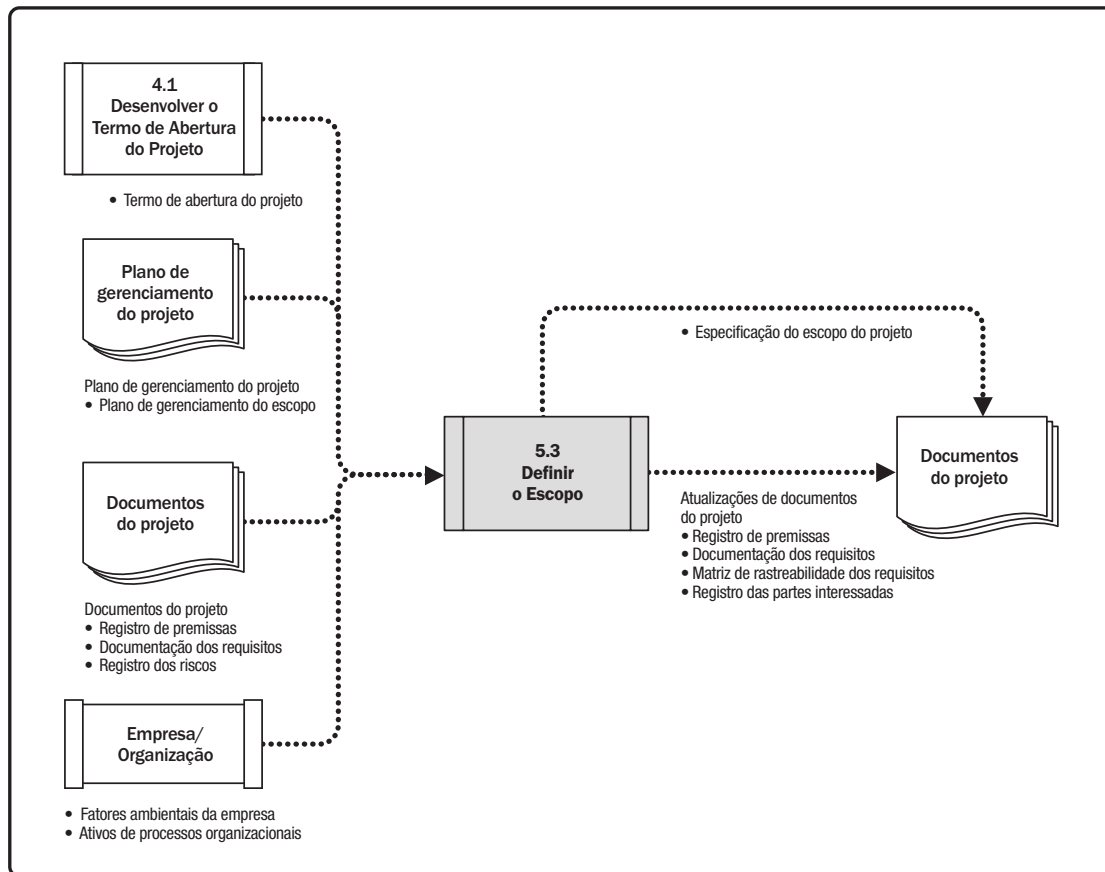 4.1
Desenvolver o
Termo de Abertura
do Projeto
• Termo de abertura do projeto
Plano de
gerenciamento
do projeto
Plano de gerenciamento do projeto
• Plano de gerenciamento do escopo
Documentos
do projeto
Documentos do projeto
• Registro de premissas
• Documentação dos requisitos
• Registro dos riscos
Empresa/
Organização
• Fatores ambientais da empresa
• Ativos de processos organizacionais
5.3
Definir
o Escopo
• Especificação do escopo do projeto
Atualizações de documentos
do projeto
• Registro de premissas
• Documentação dos requisitos
• Matriz de rastreabilidade dos requisitos
• Registro das partes interessadas
Documentos
do projeto